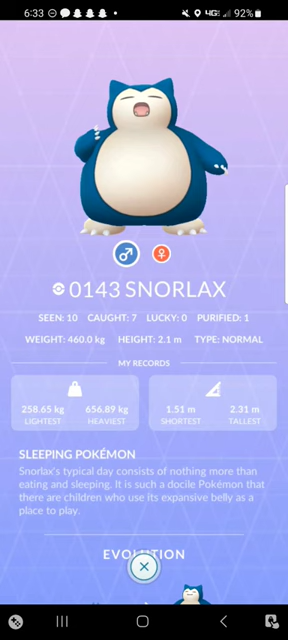 6:33 4GE 92%
0143 SNORLAX
SEEN: 10 CAUGHT: 7 LUCKY: 0 PURIFIED: 1
WEIGHT: 460.0 kg HEIGHT: 2.1 m TYPE: NORMAL
MY RECORDS
258.65 kg 656.89 kg 1.51 m 2.31 m
LIGHTEST HEAVIEST SHORTEST TALLEST
SLEEPING POKÉMON
Snorlax's typical day consists of nothing more than
eating and sleeping. It is such a docile Pokémon that
there are children who use its expansive belly as a
place to play.
EVOLUTION